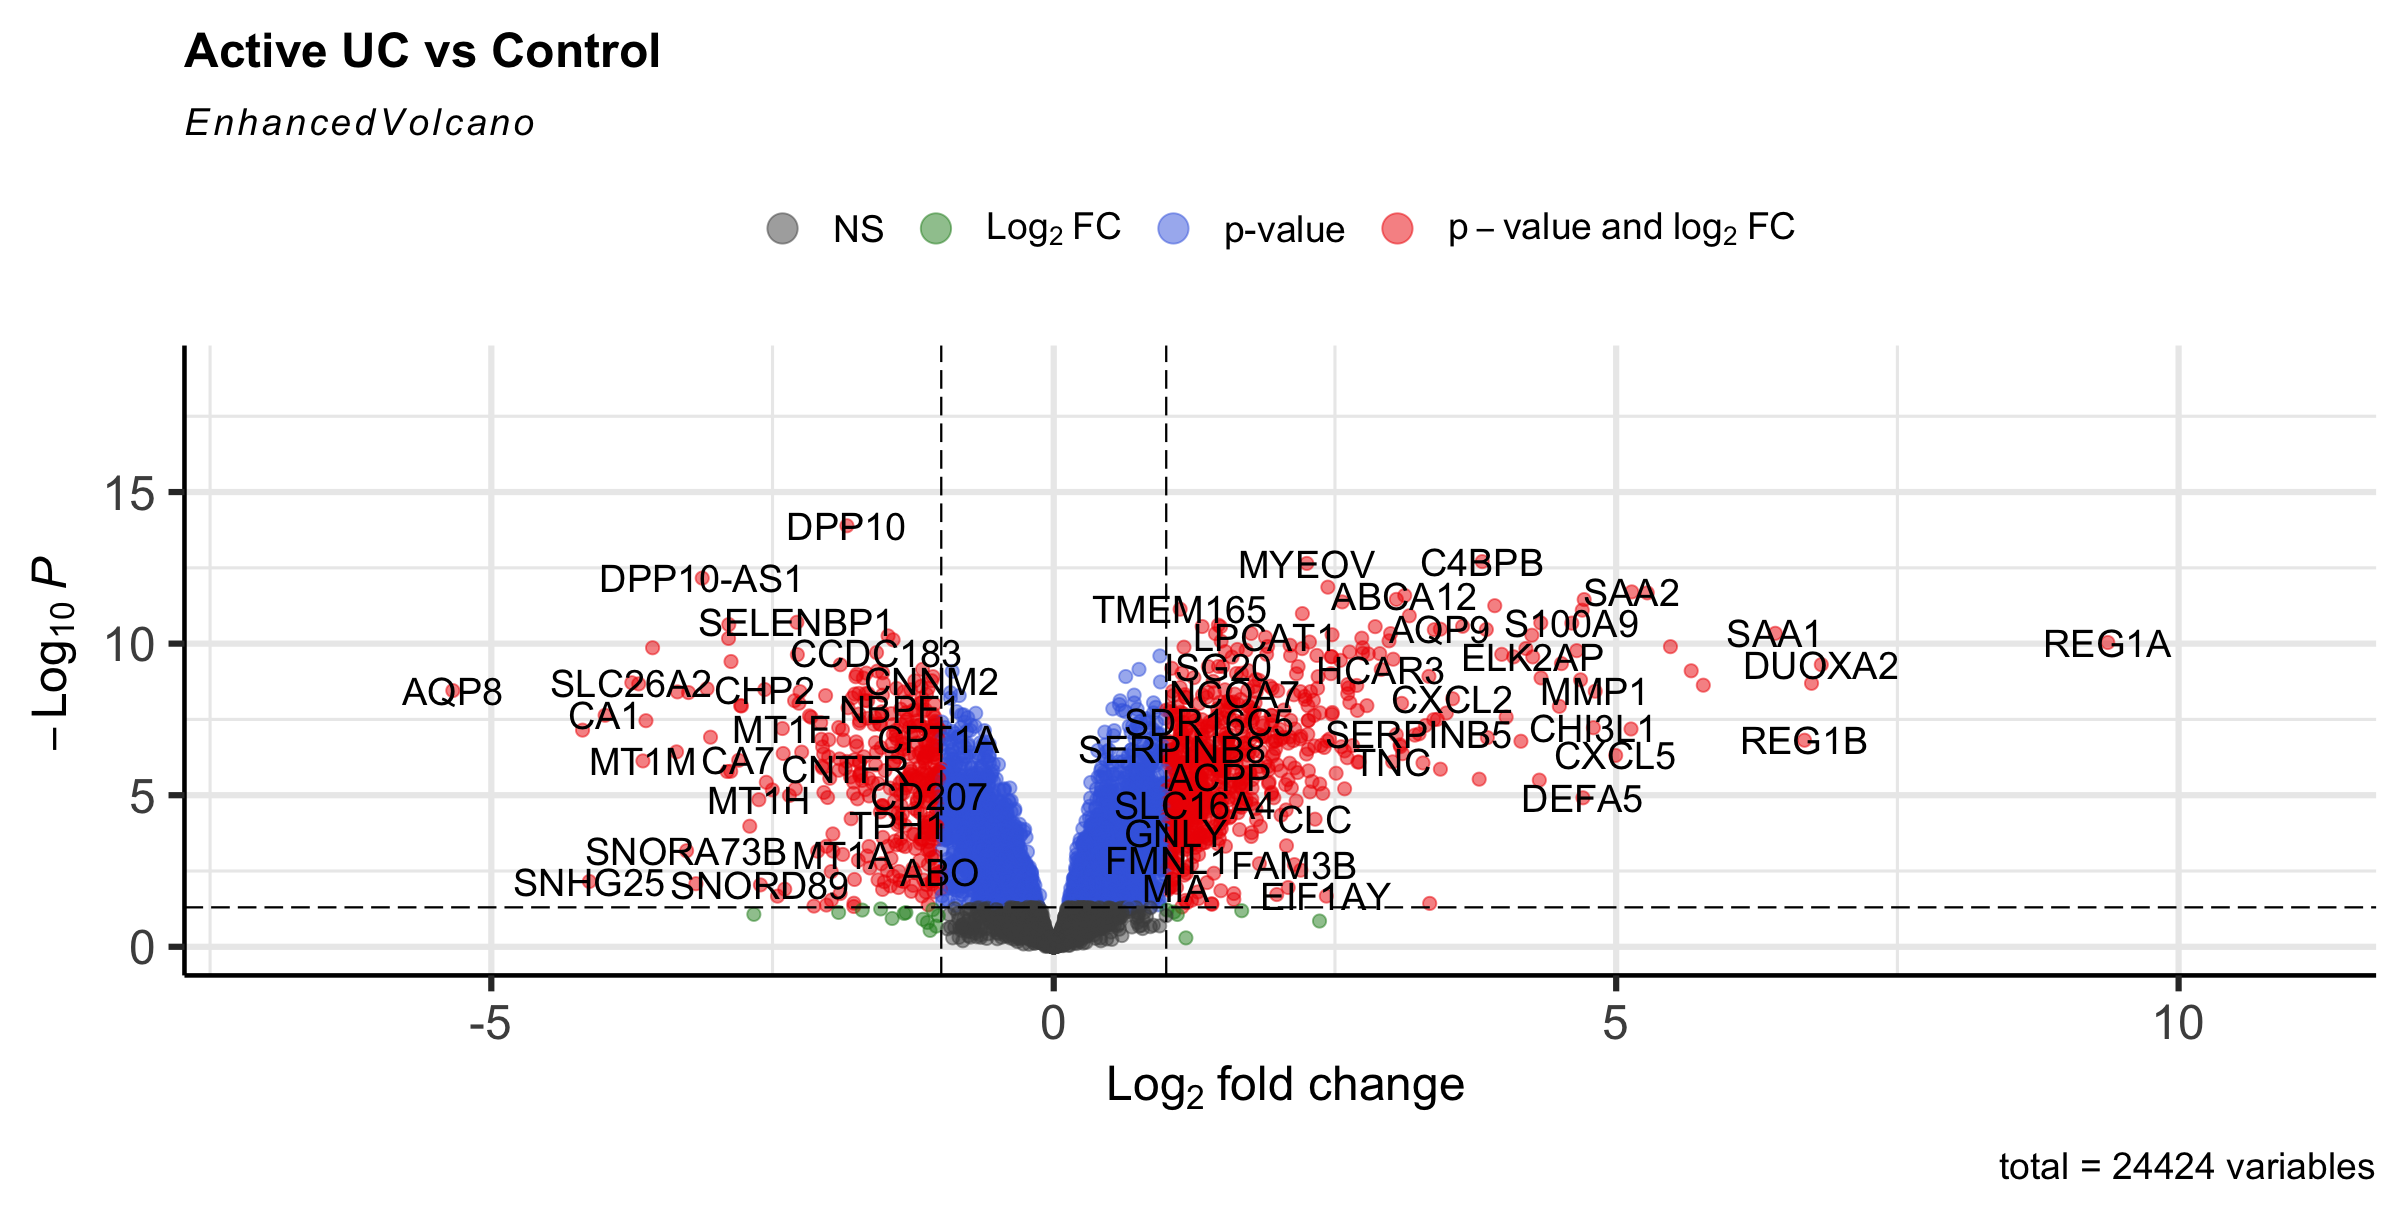 Active UC vs Control
EnhancedVolcano
NS Log2 FC p-value p – value and log2 FC
–Log10 P
15
10
5
0
DPP10
MYEOV C4BPB
DPP10-AS1 ABCA12 SAA2
TMEM165
SELENBP1 LPCAT1 AQP9 S100A9 SAA1 REG1A
CCDC183 ISG20 HCAR3 ELK2AP DUOXA2
AQP8 SLC26A2 CHP2 CNNM2 NCOA7 CXCL2 MMP1
CA1 MT1F NBPF1 SDR16C5 SERPINB5 CHI3L1 REG1B
CPT1A SERPINB8
MT1M CA7 CNTFR ACPP TNC CXCL5
MT1H CD207 SLC16A4 DEFA5
TPH1 GNLY CLC
SNORA73B MT1A FMNL1 FAM3B
SNHG25 SNORD89 ABO MIA EIF1AY
-5 0 5 10
Log2 fold change
total = 24424 variables